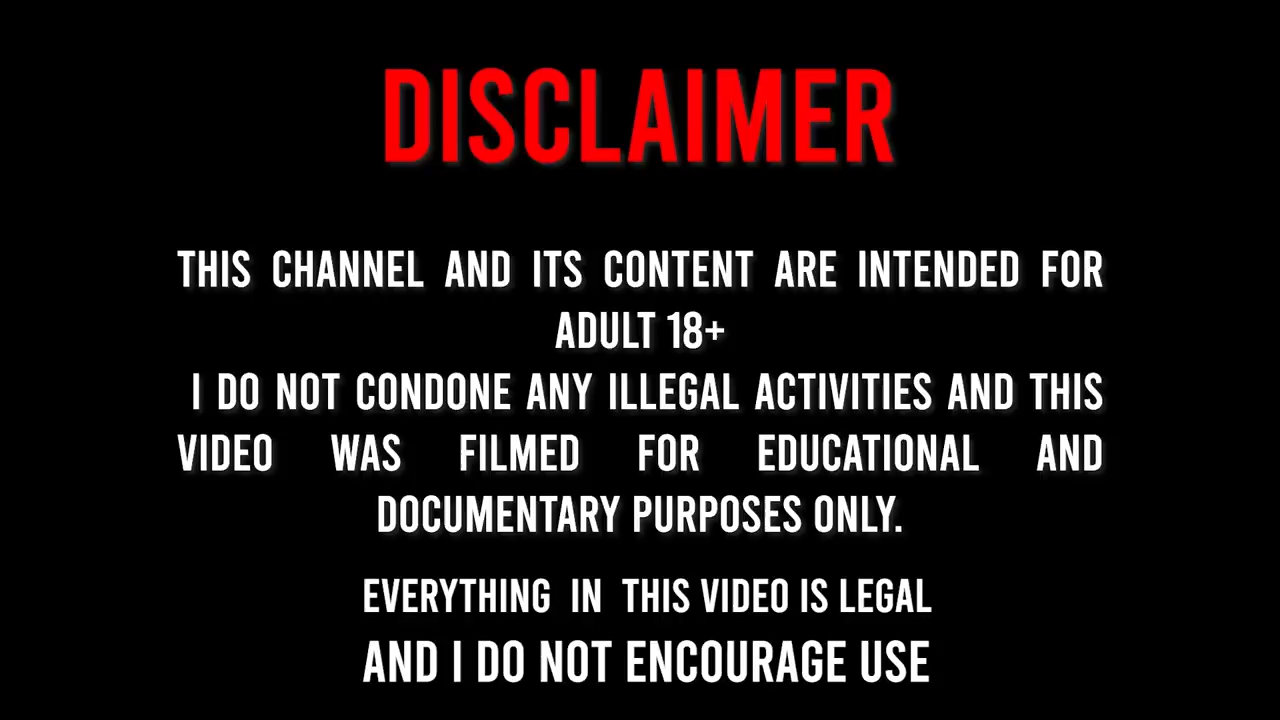 DISCLAIMER
THIS CHANNEL AND ITS CONTENT ARE INTENDED FOR
ADULT 18+
I DO NOT CONDONE ANY ILLEGAL ACTIVITIES AND THIS
VIDEO WAS FILMED FOR EDUCATIONAL AND
DOCUMENTARY PURPOSES ONLY.
EVERYTHING IN THIS VIDEO IS LEGAL
AND I DO NOT ENCOURAGE USE